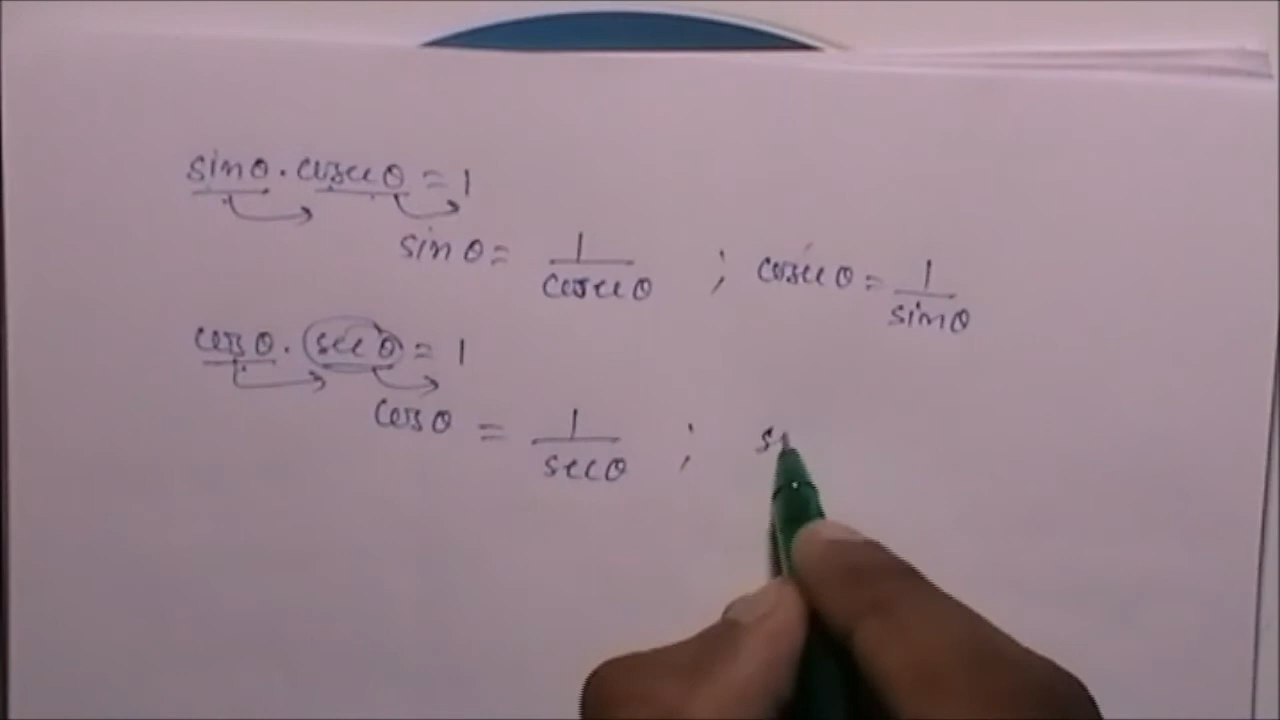 sinθ . cosecθ = 1
sinθ = 1/cosecθ ; cosecθ = 1/sinθ
cosθ . secθ = 1
cosθ = 1/secθ ; s